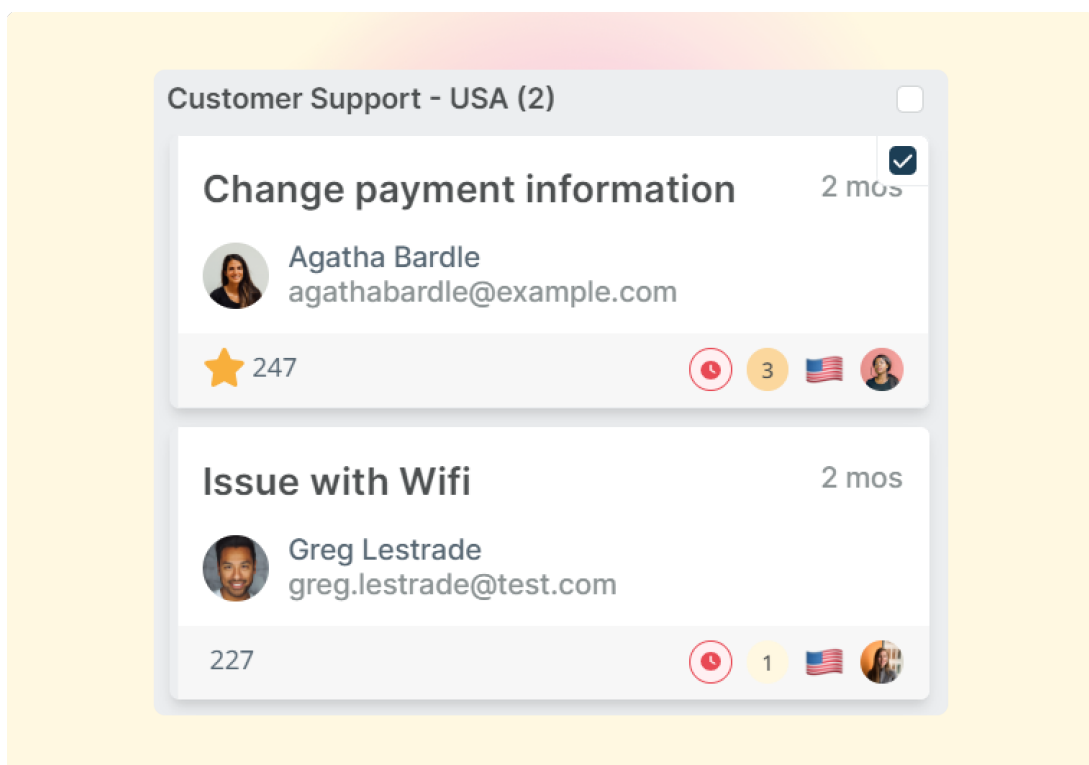 Customer Support - USA (2)
Change payment information
2 mos
Agatha Bardle
agathabardle@example.com
247
3
Issue with Wifi
2 mos
Greg Lestrade
greg.lestrade@test.com
227
1